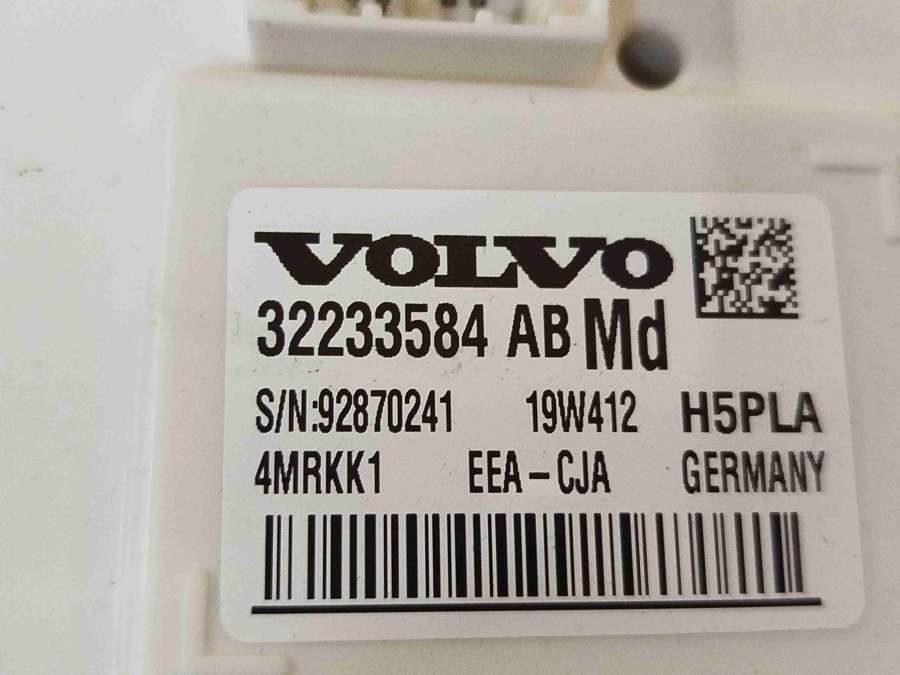 VOLVO
32233584 AB Md
S/N:92870241 19W412 H5PLA
4MRKK1 EEA-CJA GERMANY